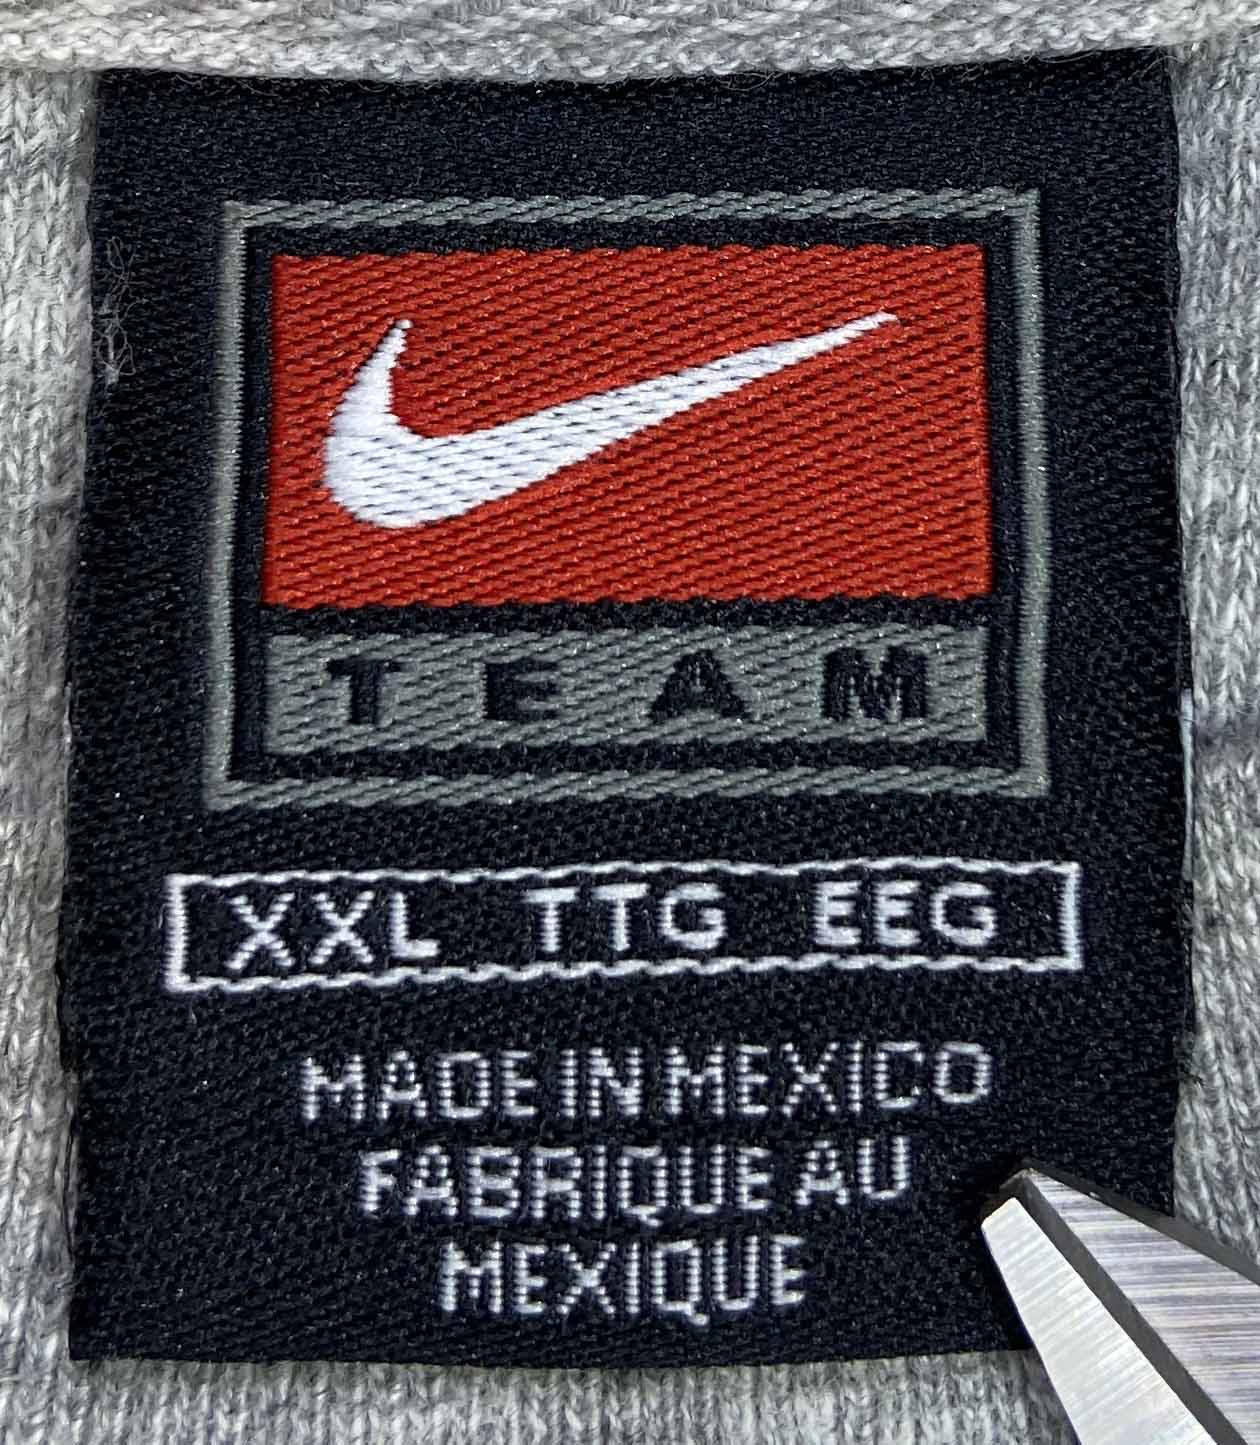 TEAM
XXL TTG EEG
MADE IN MEXICO
FABRIQUE AU
MEXIQUE